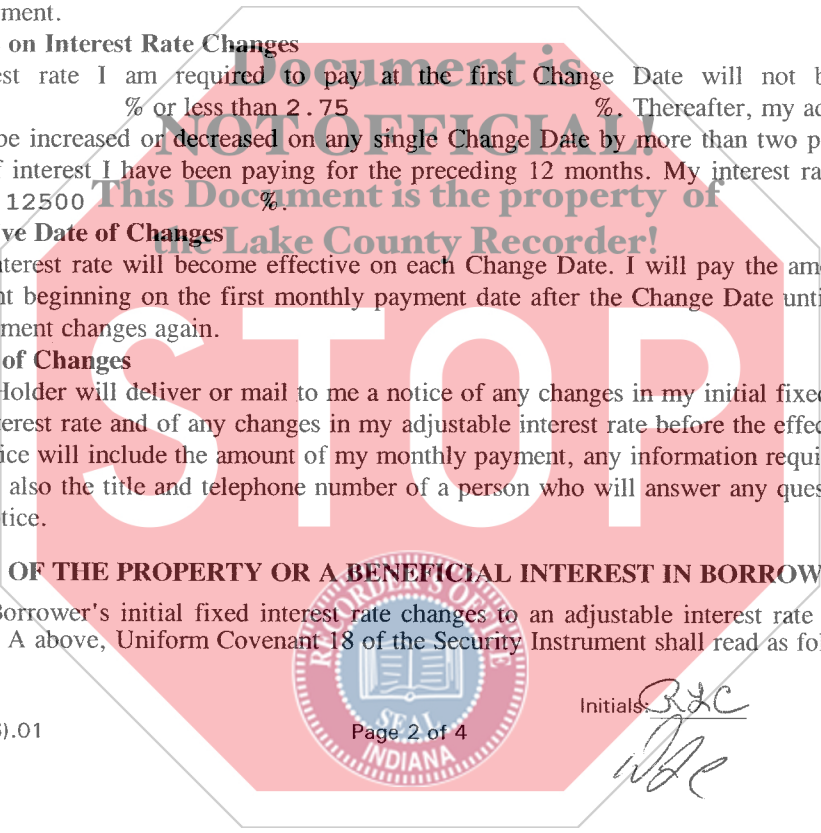 ment.
on Interest Rate Changes
est rate I am required to pay at the first Change Date will not b
% or less than 2.75 %. Thereafter, my ad
be increased or decreased on any single Change Date by more than two p
f interest I have been paying for the preceding 12 months. My interest ra
12500 %.
ve Date of Changes
nterest rate will become effective on each Change Date. I will pay the am
nt beginning on the first monthly payment date after the Change Date unti
ment changes again.
of Changes
Holder will deliver or mail to me a notice of any changes in my initial fixed
erest rate and of any changes in my adjustable interest rate before the effec
ice will include the amount of my monthly payment, any information requi
also the title and telephone number of a person who will answer any ques
tice.
OF THE PROPERTY OR A BENEFICIAL INTEREST IN BORROW
Borrower's initial fixed interest rate changes to an adjustable interest rate
A above, Uniform Covenant 18 of the Security Instrument shall read as fol
Initials: RLC
).01 Page 2 of 4
Document is
NOT OFFICIAL!
This Document is the property of
the Lake County Recorder!
STOP
RECORDER'S OFFICE
SEAL
INDIANA